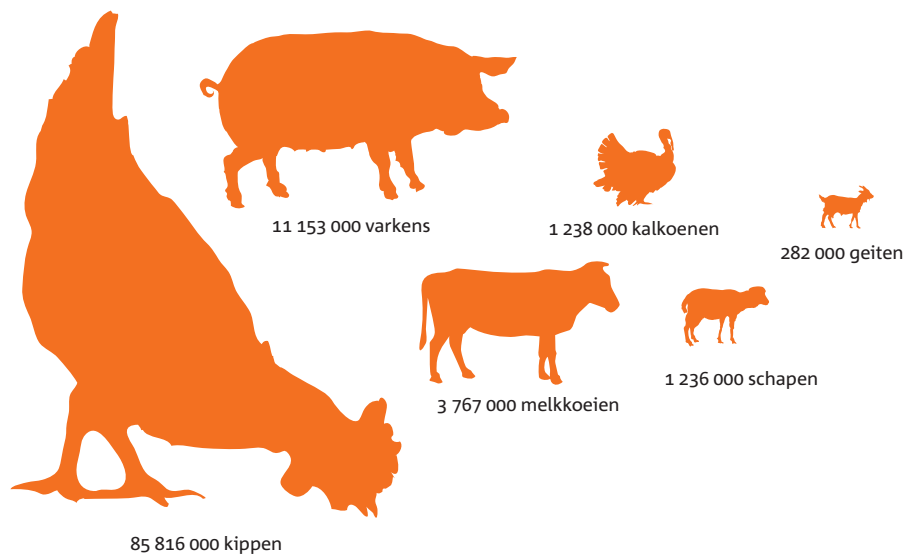 11 153 000 varkens
1 238 000 kalkoenen
282 000 geiten
3 767 000 melkkoeien
1 236 000 schapen
85 816 000 kippen